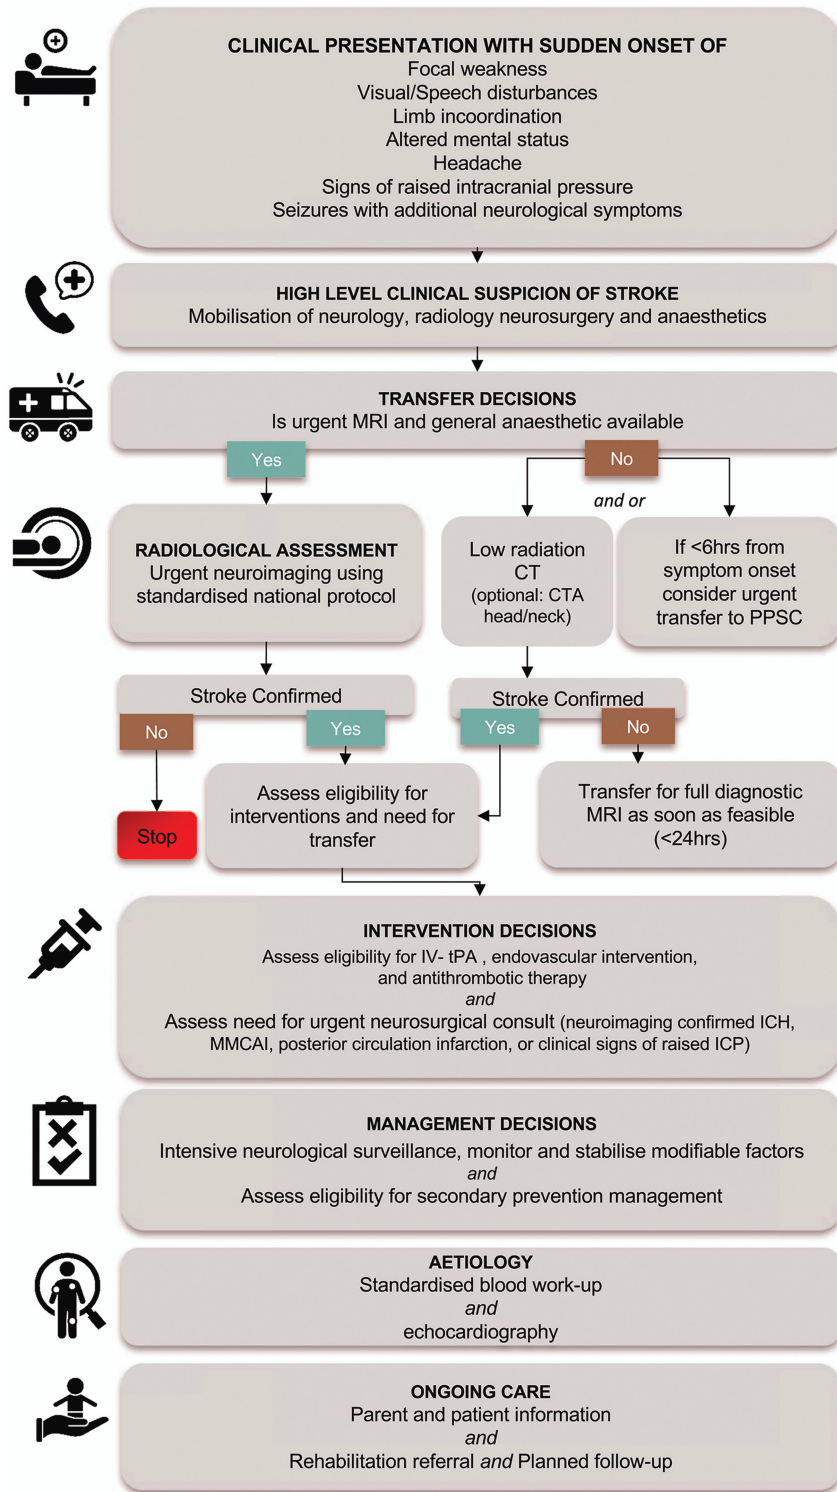 CLINICAL PRESENTATION WITH SUDDEN ONSET OF
Focal weakness
Visual/Speech disturbances
Limb incoordination
Altered mental status
Headache
Signs of raised intracranial pressure
Seizures with additional neurological symptoms
HIGH LEVEL CLINICAL SUSPICION OF STROKE
Mobilisation of neurology, radiology neurosurgery and anaesthetics
TRANSFER DECISIONS
Is urgent MRI and general anaesthetic available
Yes
No
and or
RADIOLOGICAL ASSESSMENT
Urgent neuroimaging using
standardised national protocol
Low radiation
CT
(optional: CTA
head/neck)
If <6hrs from
symptom onset
consider urgent
transfer to PPSC
Stroke Confirmed
No
Yes
Stroke Confirmed
Yes
No
Stop
Assess eligibility for
interventions and need for
transfer
Transfer for full diagnostic
MRI as soon as feasible
(<24hrs)
INTERVENTION DECISIONS
Assess eligibility for IV- tPA , endovascular intervention,
and antithrombotic therapy
and
Assess need for urgent neurosurgical consult (neuroimaging confirmed ICH,
MMCAI, posterior circulation infarction, or clinical signs of raised ICP)
MANAGEMENT DECISIONS
Intensive neurological surveillance, monitor and stabilise modifiable factors
and
Assess eligibility for secondary prevention management
AETIOLOGY
Standardised blood work-up
and
echocardiography
ONGOING CARE
Parent and patient information
and
Rehabilitation referral and Planned follow-up